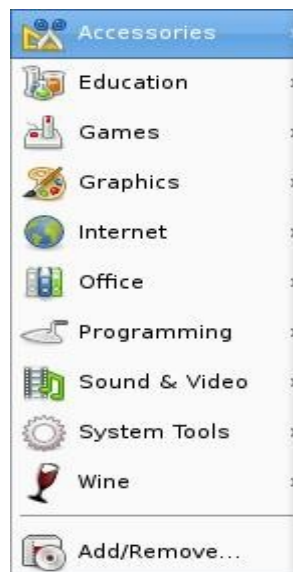 Accessories
Education
Games
Graphics
Internet
Office
Programming
Sound & Video
System Tools
Wine
Add/Remove...